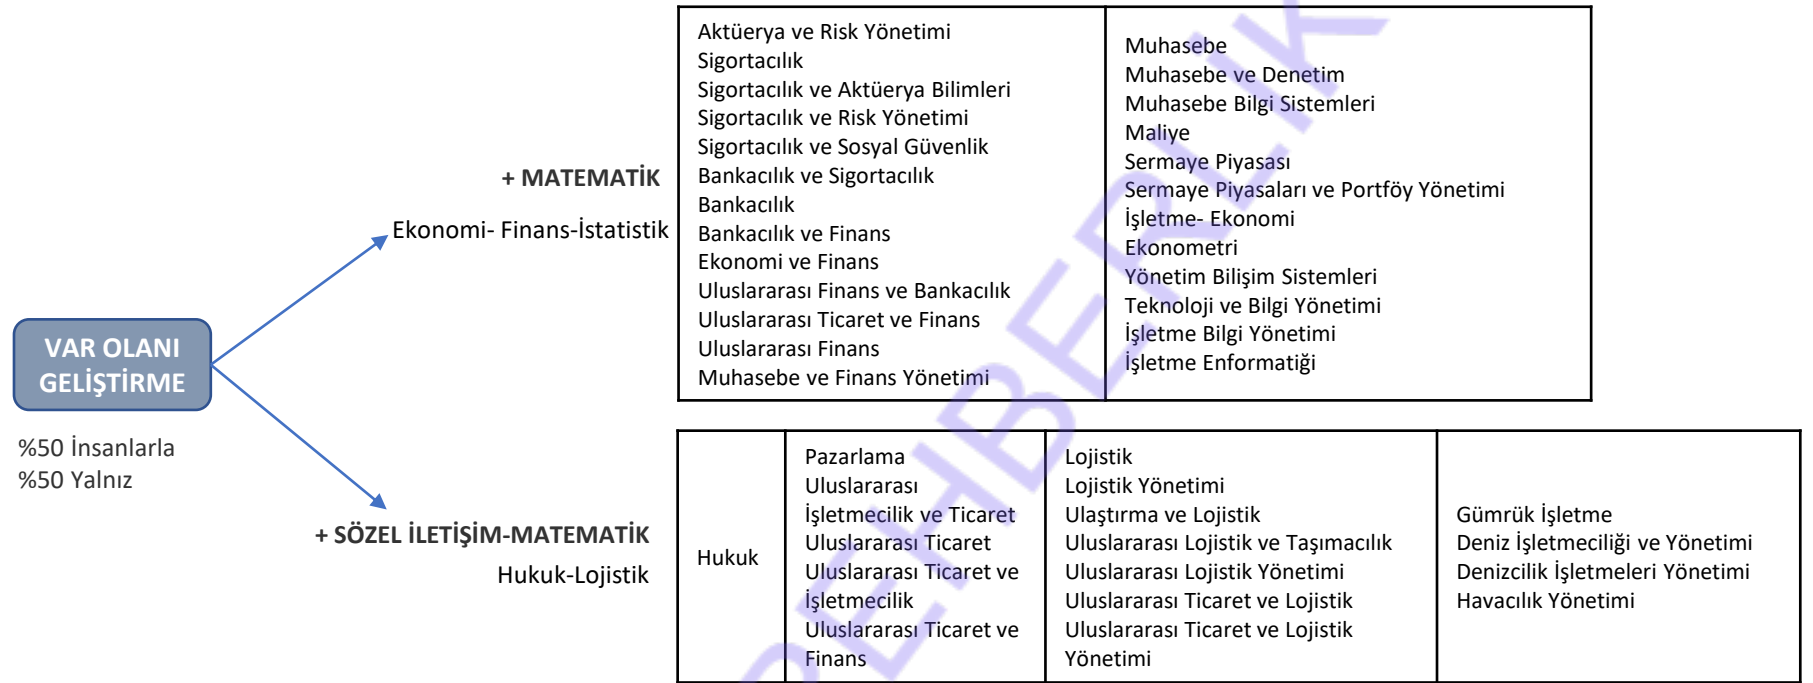 Aktüerya ve Risk Yönetimi
Sigortacılık
Sigortacılık ve Aktüerya Bilimleri
Sigortacılık ve Risk Yönetimi
Sigortacılık ve Sosyal Güvenlik
Bankacılık ve Sigortacılık
Bankacılık
Bankacılık ve Finans
Ekonomi ve Finans
Uluslararası Finans ve Bankacılık
Uluslararası Ticaret ve Finans
Uluslararası Finans
Muhasebe ve Finans Yönetimi
Muhasebe
Muhasebe ve Denetim
Muhasebe Bilgi Sistemleri
Maliye
Sermaye Piyasası
Sermaye Piyasaları ve Portföy Yönetimi
İşletme- Ekonomi
Ekonometri
Yönetim Bilişim Sistemleri
Teknoloji ve Bilgi Yönetimi
İşletme Bilgi Yönetimi
İşletme Enformatiği
+ MATEMATİK
Ekonomi- Finans-İstatistik
VAR OLANI
GELİŞTİRME
%50 İnsanlarla
%50 Yalnız
+ SÖZEL İLETİŞİM-MATEMATİK
Hukuk-Lojistik
Hukuk
Pazarlama
Uluslararası
İşletmecilik ve Ticaret
Uluslararası Ticaret
Uluslararası Ticaret ve
İşletmecilik
Uluslararası Ticaret ve
Finans
Lojistik
Lojistik Yönetimi
Ulaştırma ve Lojistik
Uluslararası Lojistik ve Taşımacılık
Uluslararası Lojistik Yönetimi
Uluslararası Ticaret ve Lojistik
Uluslararası Ticaret ve Lojistik
Yönetimi
Gümrük İşletme
Deniz İşletmeciliği ve Yönetimi
Denizcilik İşletmeleri Yönetimi
Havacılık Yönetimi
REHBERLİK